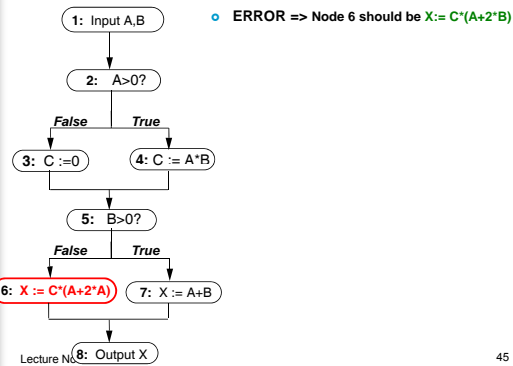 1: Input A,B
ERROR => Node 6 should be X:= C*(A+2*B)
2: A>0?
False True
3: C :=0 4: C := A*B
5: B>0?
False True
6: X := C*(A+2*A) 7: X := A+B
8: Output X
Lecture 45